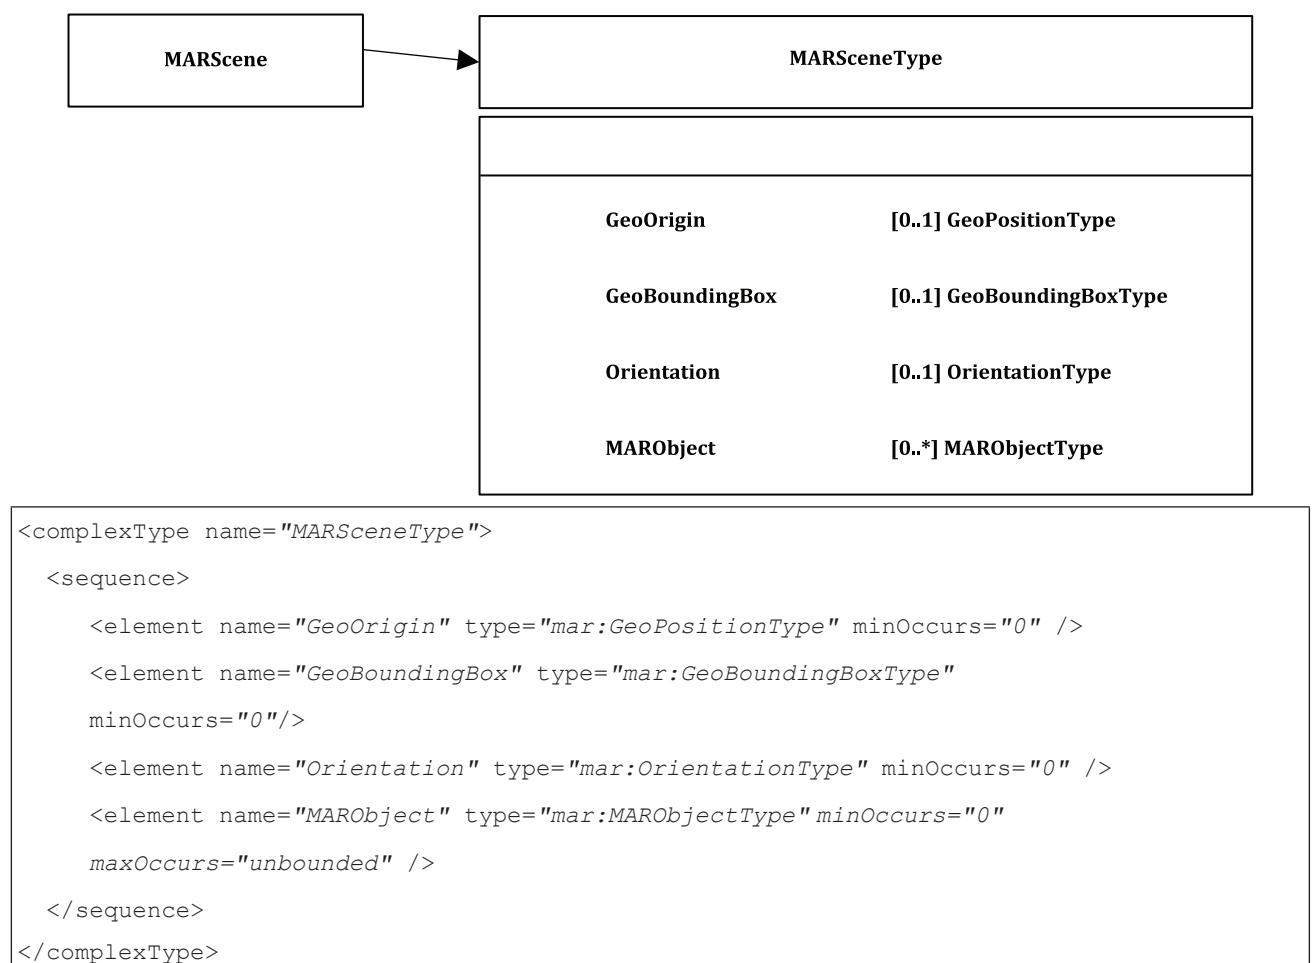 MARScene
MARSceneType
GeoOrigin [0..1] GeoPositionType
GeoBoundingBox [0..1] GeoBoundingBoxType
Orientation [0..1] OrientationType
MARObject [0..*] MARObjectType
<complexType name="MARSceneType">
<sequence>
<element name="GeoOrigin" type="mar:GeoPositionType" minOccurs="0" />
<element name="GeoBoundingBox" type="mar:GeoBoundingBoxType"
minOccurs="0"/>
<element name="Orientation" type="mar:OrientationType" minOccurs="0" />
<element name="MARObject" type="mar:MARObjectType" minOccurs="0"
maxOccurs="unbounded" />
</sequence>
</complexType>